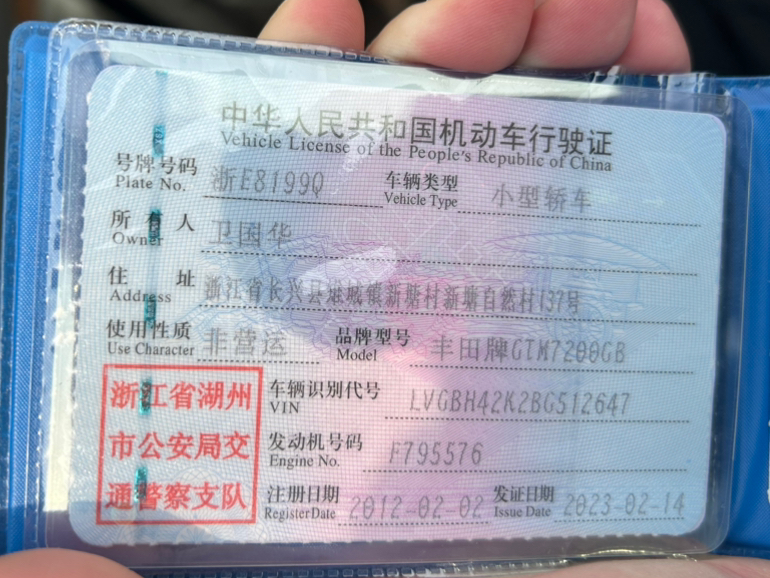 中华人民共和国机动车行驶证
Vehicle License of the People's Republic of China
号牌号码 浙E8199Q 车辆类型 小型轿车
Plate No. Vehicle Type
所有人 卫国华
Owner
住址 浙江省长兴县雉城镇新塘村新塘自然村137号
Address
使用性质 非营运 品牌型号 丰田牌GTM7200GB
Use Character Model
浙江省湖州 车辆识别代号 LVGBH42K2BG512647
VIN
市公安局交 发动机号码 F795576
Engine No.
通警察支队 注册日期 2012-02-02 发证日期 2023-02-14
Register Date Issue Date